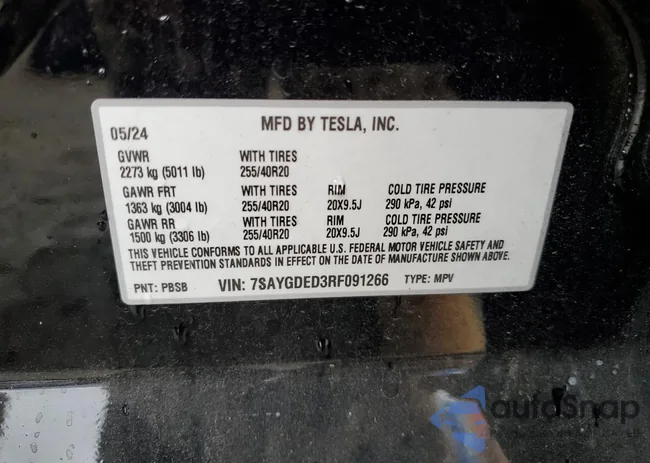 05/24 MFD BY TESLA, INC.
GVWR WITH TIRES
2273 kg (5011 lb) 255/40R20
GAWR FRT WITH TIRES RIM COLD TIRE PRESSURE
1363 kg (3004 lb) 255/40R20 20X9.5J 290 kPa, 42 psi
GAWR RR WITH TIRES RIM COLD TIRE PRESSURE
1500 kg (3306 lb) 255/40R20 20X9.5J 290 kPa, 42 psi
THIS VEHICLE CONFORMS TO ALL APPLICABLE U.S. FEDERAL MOTOR VEHICLE SAFETY AND
THEFT PREVENTION STANDARDS IN EFFECT ON THE DATE OF MANUFACTURE SHOWN ABOVE.
PNT: PBSB VIN: 7SAYGDED3RF091266 TYPE: MPV
autoSnap